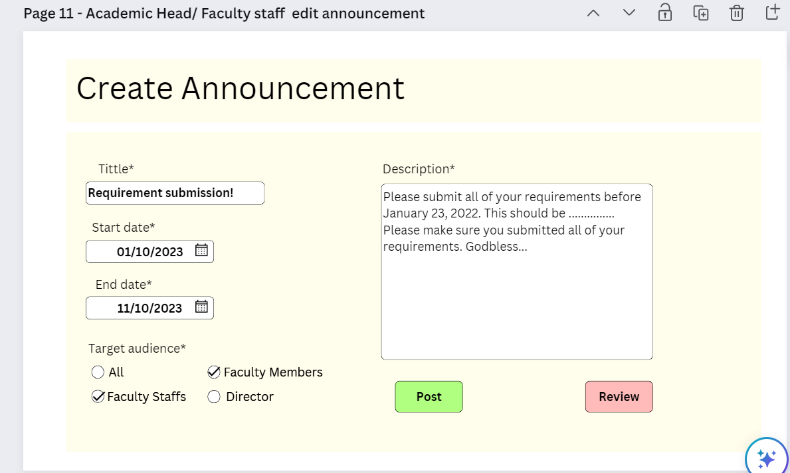 Page 11 - Academic Head/ Faculty staff  edit announcement
Create Announcement
Tittle*
Requirement submission!
Start date*
01/10/2023
End date*
11/10/2023
Target audience*
All
Faculty Members
Faculty Staffs
Director
Description*
Please submit all of your requirements before
January 23, 2022. This should be ...............
Please make sure you submitted all of your
requirements. Godbless...
Post
Review